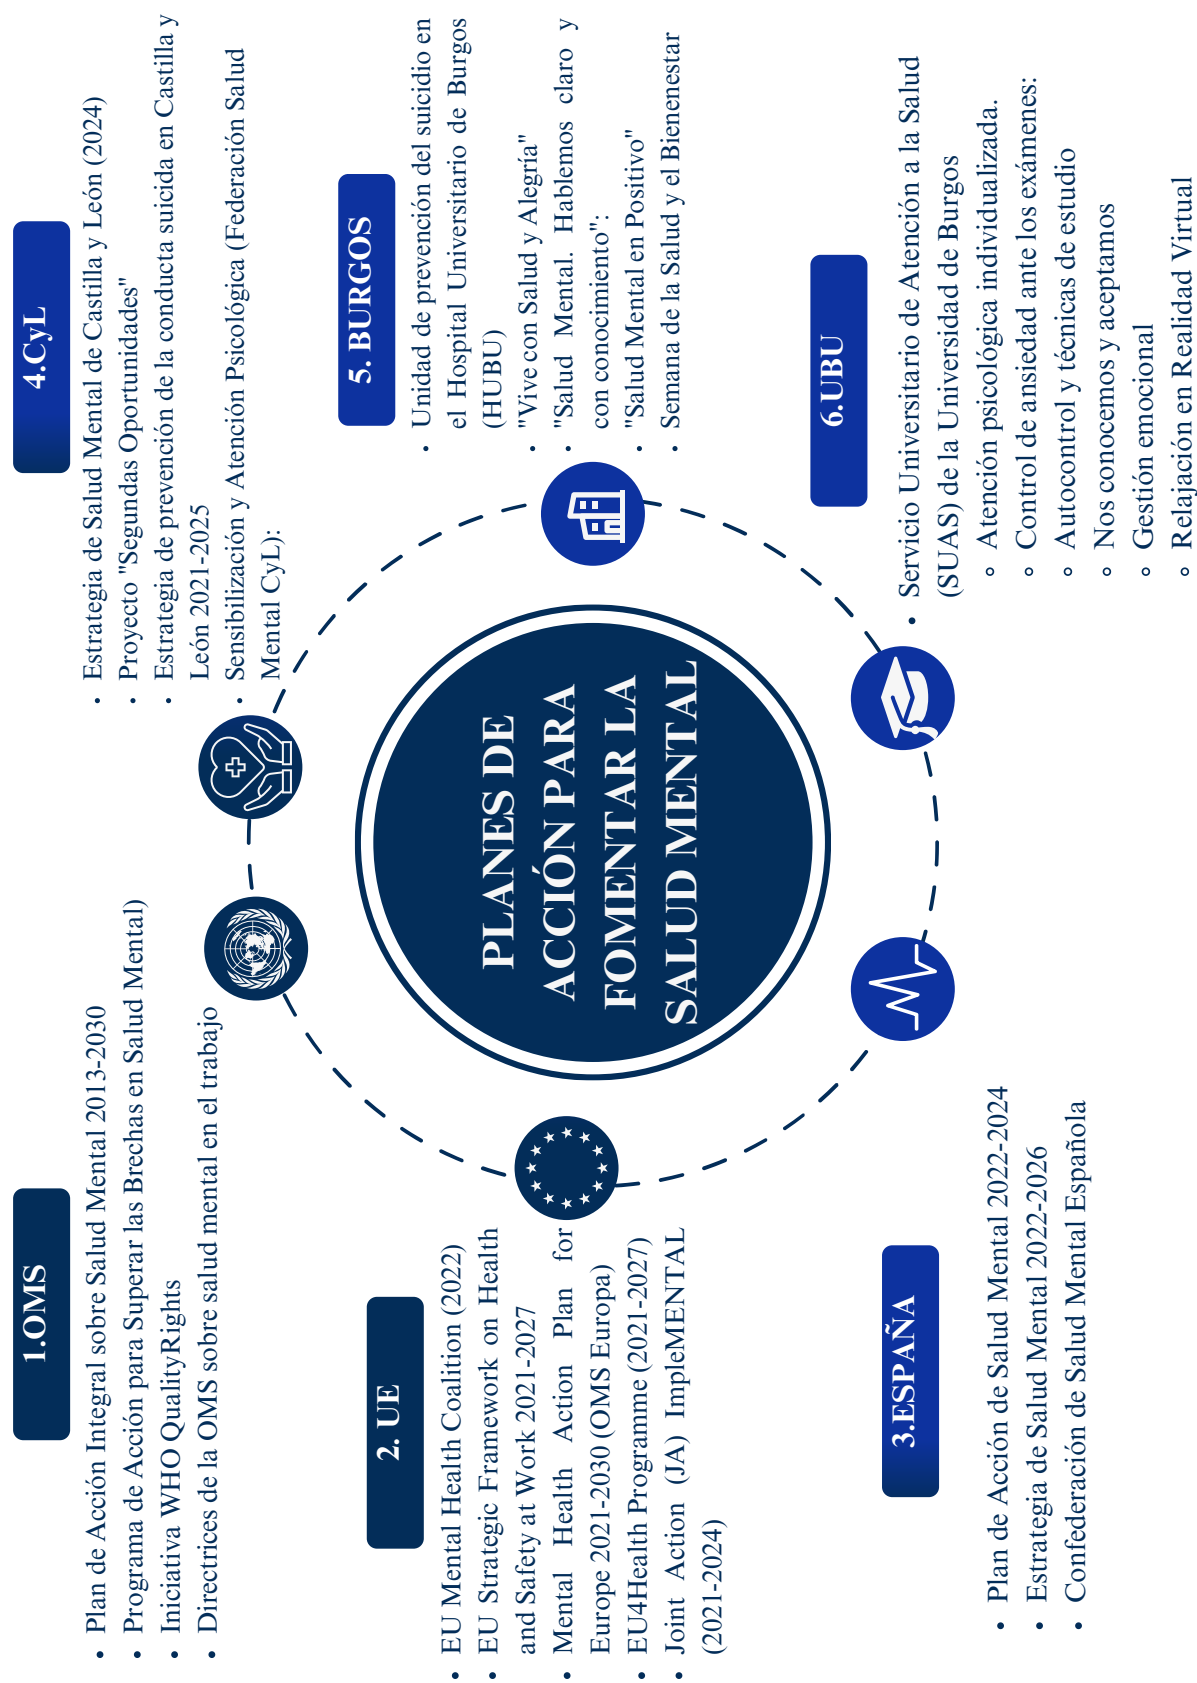 PLANES DE
ACCIÓN PARA
FOMENTAR LA
SALUD MENTAL
1.OMS
• Plan de Acción Integral sobre Salud Mental 2013-2030
• Programa de Acción para Superar las Brechas en Salud Mental)
• Iniciativa WHO QualityRights
• Directrices de la OMS sobre salud mental en el trabajo
2. UE
• EU Mental Health Coalition (2022)
• EU Strategic Framework on Health
and Safety at Work 2021-2027
• Mental Health Action Plan for
Europe 2021-2030 (OMS Europa)
• EU4Health Programme (2021-2027)
• Joint Action (JA) ImpleMENTAL
(2021-2024)
3.ESPAÑA
• Plan de Acción de Salud Mental 2022-2024
• Estrategia de Salud Mental 2022-2026
• Confederación de Salud Mental Española
4.CyL
• Estrategia de Salud Mental de Castilla y León (2024)
• Proyecto "Segundas Oportunidades"
• Estrategia de prevención de la conducta suicida en Castilla y
León 2021-2025
• Sensibilización y Atención Psicológica (Federación Salud
Mental CyL):
5. BURGOS
• Unidad de prevención del suicidio en
el Hospital Universitario de Burgos
(HUBU)
• "Vive con Salud y Alegría"
• "Salud Mental. Hablemos claro y
con conocimiento":
• "Salud Mental en Positivo"
• Semana de la Salud y el Bienenestar
6.UBU
• Servicio Universitario de Atención a la Salud
(SUAS) de la Universidad de Burgos
◦ Atención psicológica individualizada.
◦ Control de ansiedad ante los exámenes:
◦ Autocontrol y técnicas de estudio
◦ Nos conocemos y aceptamos
◦ Gestión emocional
◦ Relajación en Realidad Virtual